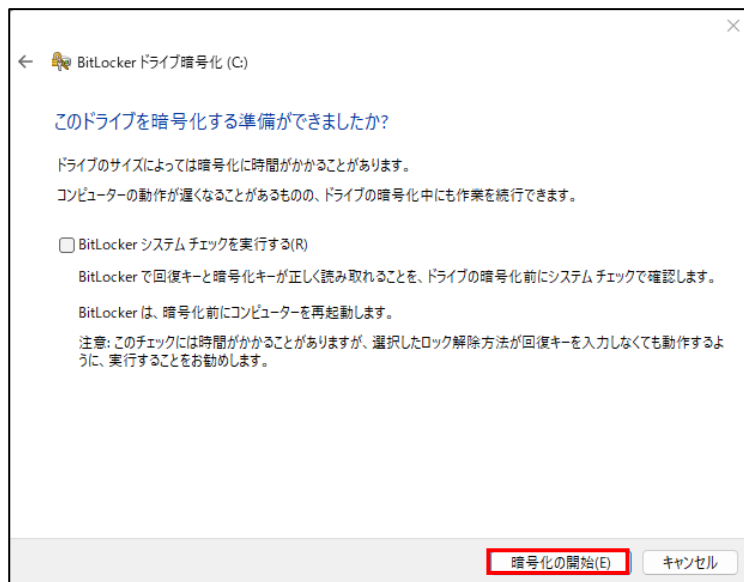 BitLocker ドライブ暗号化 (C:)
このドライブを暗号化する準備ができましたか?
ドライブのサイズによっては暗号化に時間がかかることがあります。
コンピューターの動作が遅くなることがあるものの、ドライブの暗号化中にも作業を続行できます。
BitLocker システム チェックを実行する(R)
BitLocker で回復キーと暗号化キーが正しく読み取れることを、ドライブの暗号化前にシステム チェックで確認します。
BitLocker は、暗号化前にコンピューターを再起動します。
注意: このチェックには時間がかかることがありますが、選択したロック解除方法が回復キーを入力しなくても動作するよ
うに、実行することをお勧めします。
暗号化の開始(E)
キャンセル